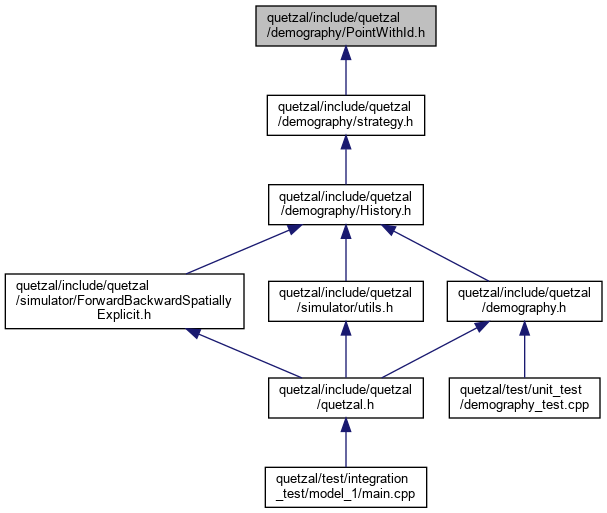 quetzal/include/quetzal
/demography/PointWithId.h
quetzal/include/quetzal
/demography/strategy.h
quetzal/include/quetzal
/demography/History.h
quetzal/include/quetzal
/simulator/ForwardBackwardSpatially
Explicit.h
quetzal/include/quetzal
/simulator/utils.h
quetzal/include/quetzal
/demography.h
quetzal/include/quetzal
/quetzal.h
quetzal/test/unit_test
/demography_test.cpp
quetzal/test/integration
_test/model_1/main.cpp